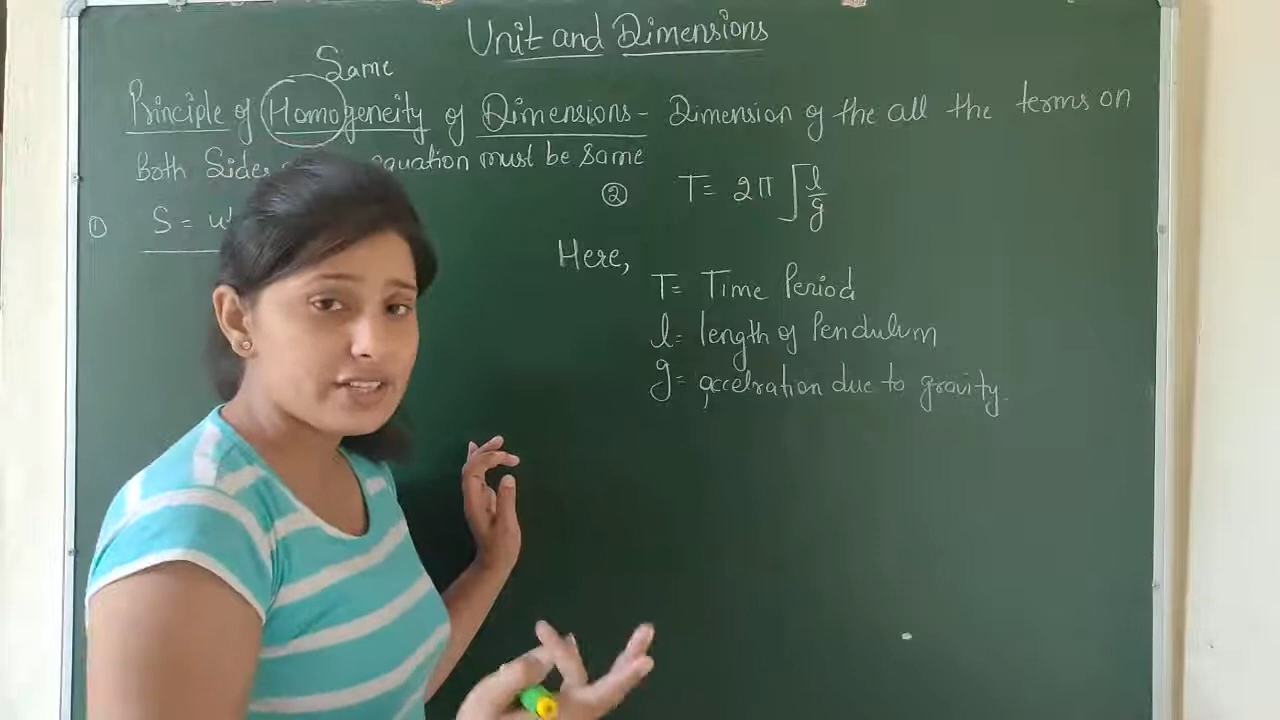 Unit and Dimensions
Same
Principle of Homogeneity of Dimensions - Dimension of the all the terms on
Both Sides equation must be Same
① S = u
② T = 2π √l/g
Here,
T = Time Period
l = length of Pendulum
g = accelration due to gravity.